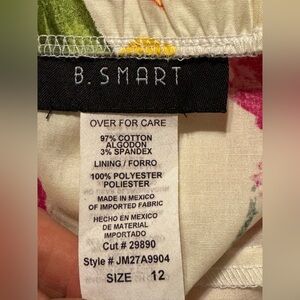 B. SMART
OVER FOR CARE
97% COTTON
ALGODON
3% SPANDEX
LINING / FORRO
100% POLYESTER
POLIESTER
MADE IN MEXICO
OF IMPORTED FABRIC
HECHO EN MEXICO
DE MATERIAL
IMPORTADO
Cut # 29890
Style # JM27A9904
SIZE 12